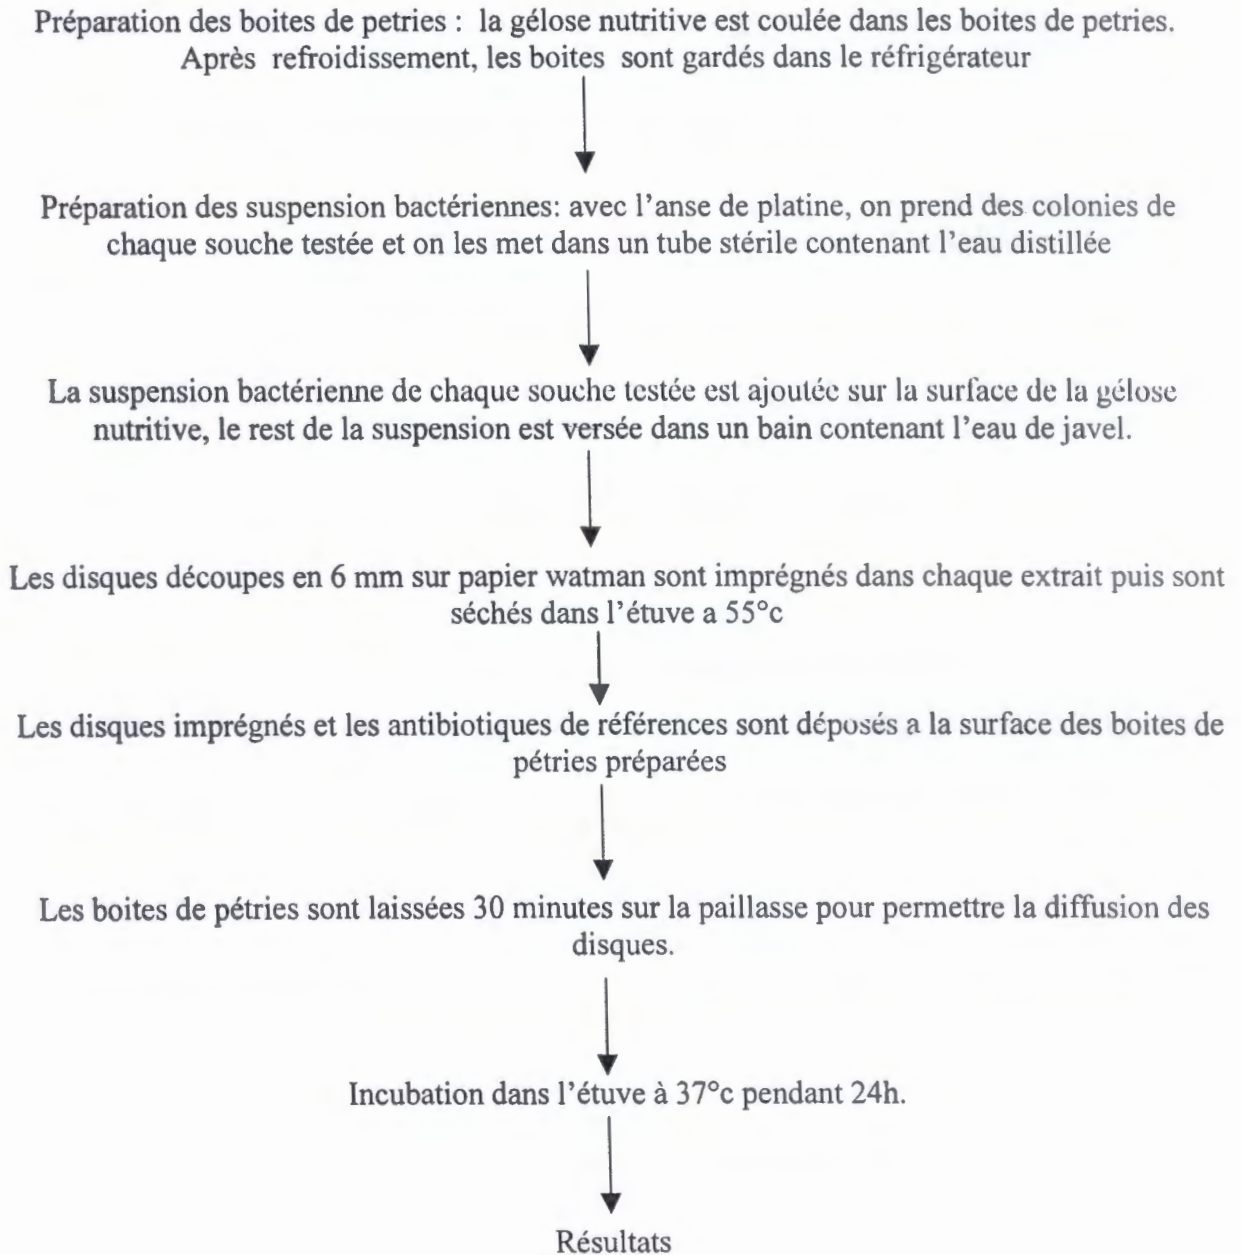 Préparation des boites de petries : la gélose nutritive est coulée dans les boites de petries.
Après refroidissement, les boites sont gardés dans le réfrigérateur
Préparation des suspension bactériennes: avec l'anse de platine, on prend des colonies de
chaque souche testée et on les met dans un tube stérile contenant l'eau distillée
La suspension bactérienne de chaque souche testée est ajoutée sur la surface de la gélose
nutritive, le rest de la suspension est versée dans un bain contenant l'eau de javel.
Les disques découpes en 6 mm sur papier watman sont imprégnés dans chaque extrait puis sont
séchés dans l'étuve a 55°c
Les disques imprégnés et les antibiotiques de références sont déposés a la surface des boites de
pétries préparées
Les boites de pétries sont laissées 30 minutes sur la paillasse pour permettre la diffusion des
disques.
Incubation dans l'étuve à 37°c pendant 24h.
Résultats